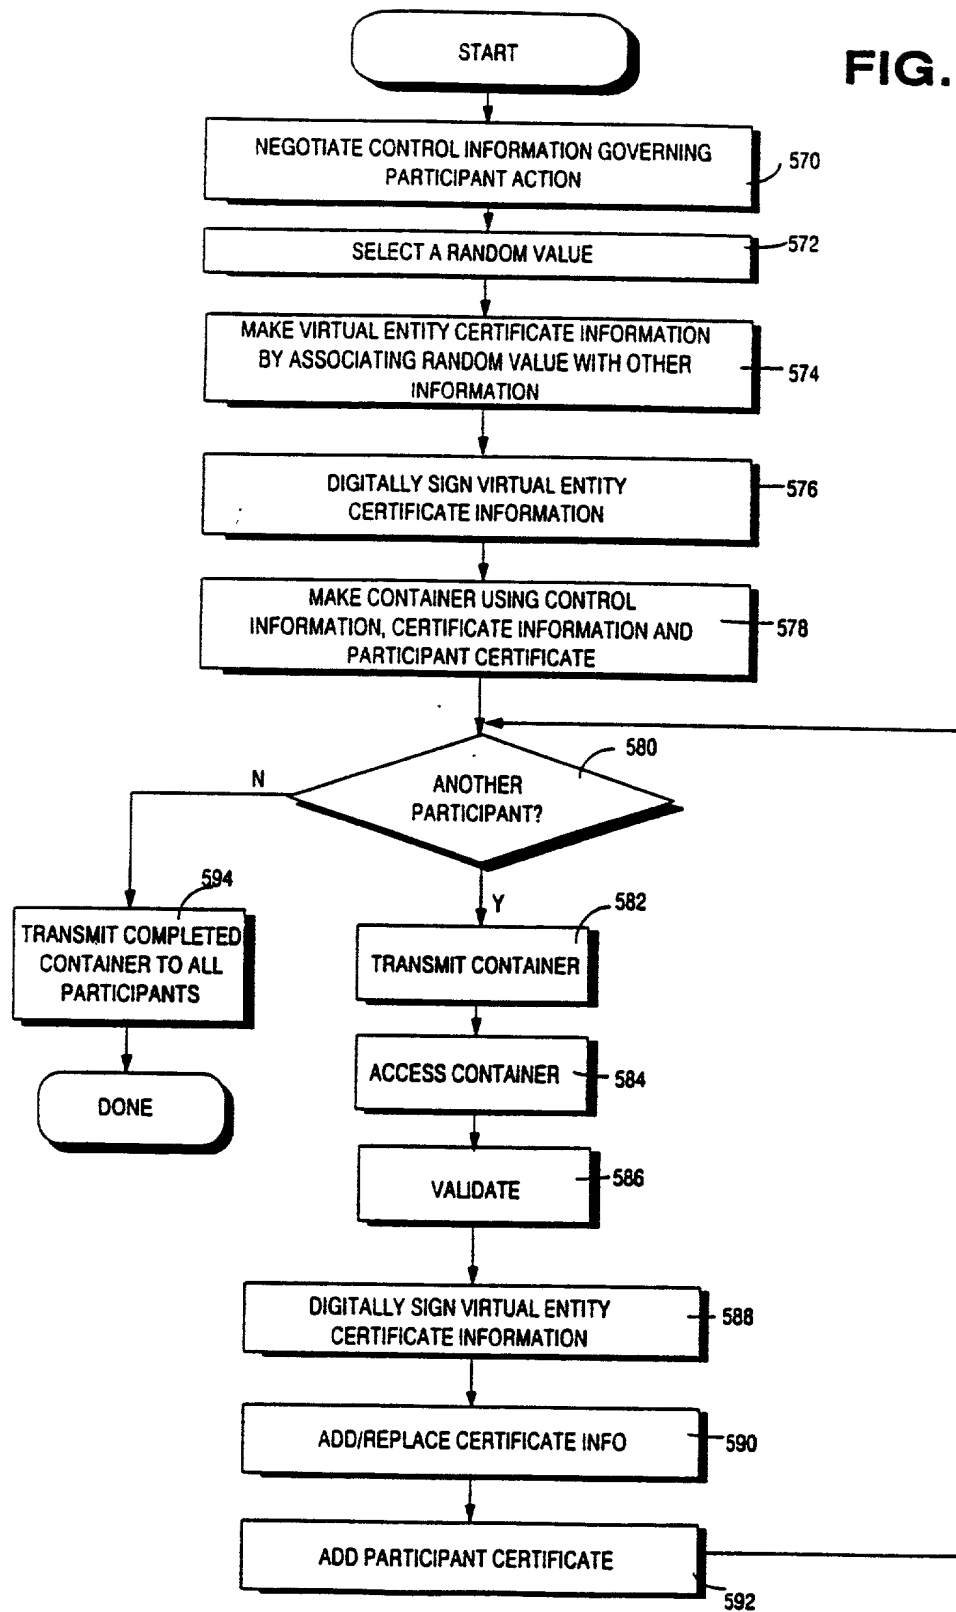 START
FIG.
NEGOTIATE CONTROL INFORMATION GOVERNING
PARTICIPANT ACTION
570
SELECT A RANDOM VALUE
572
MAKE VIRTUAL ENTITY CERTIFICATE INFORMATION
BY ASSOCIATING RANDOM VALUE WITH OTHER
INFORMATION
574
DIGITALLY SIGN VIRTUAL ENTITY
CERTIFICATE INFORMATION
576
MAKE CONTAINER USING CONTROL
INFORMATION, CERTIFICATE INFORMATION AND
PARTICIPANT CERTIFICATE
578
580
N
ANOTHER
PARTICIPANT?
594
TRANSMIT COMPLETED
CONTAINER TO ALL
PARTICIPANTS
DONE
Y
582
TRANSMIT CONTAINER
ACCESS CONTAINER
584
VALIDATE
586
DIGITALLY SIGN VIRTUAL ENTITY
CERTIFICATE INFORMATION
588
ADD/REPLACE CERTIFICATE INFO
590
ADD PARTICIPANT CERTIFICATE
592